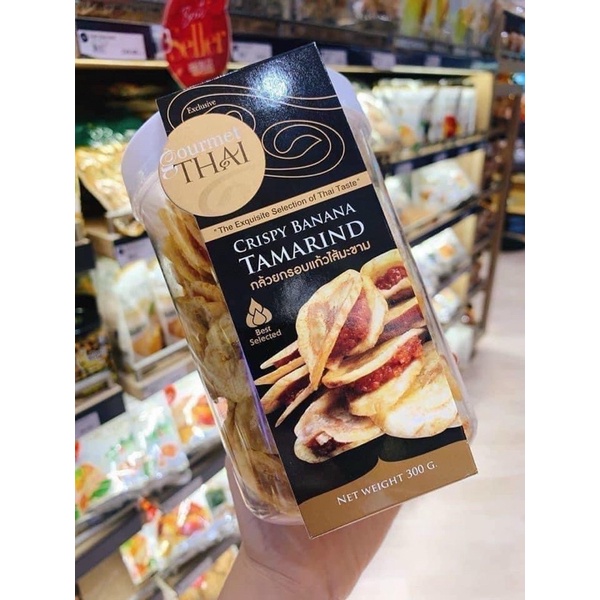 Seller
Exclusive
Gourmet
THAI
"The Exquisite Selection of Thai Taste"
CRISPY BANANA
TAMARIND
กล้วยกรอบแก้วไส้มะขาม
Best
Selected
NET WEIGHT 300 G.